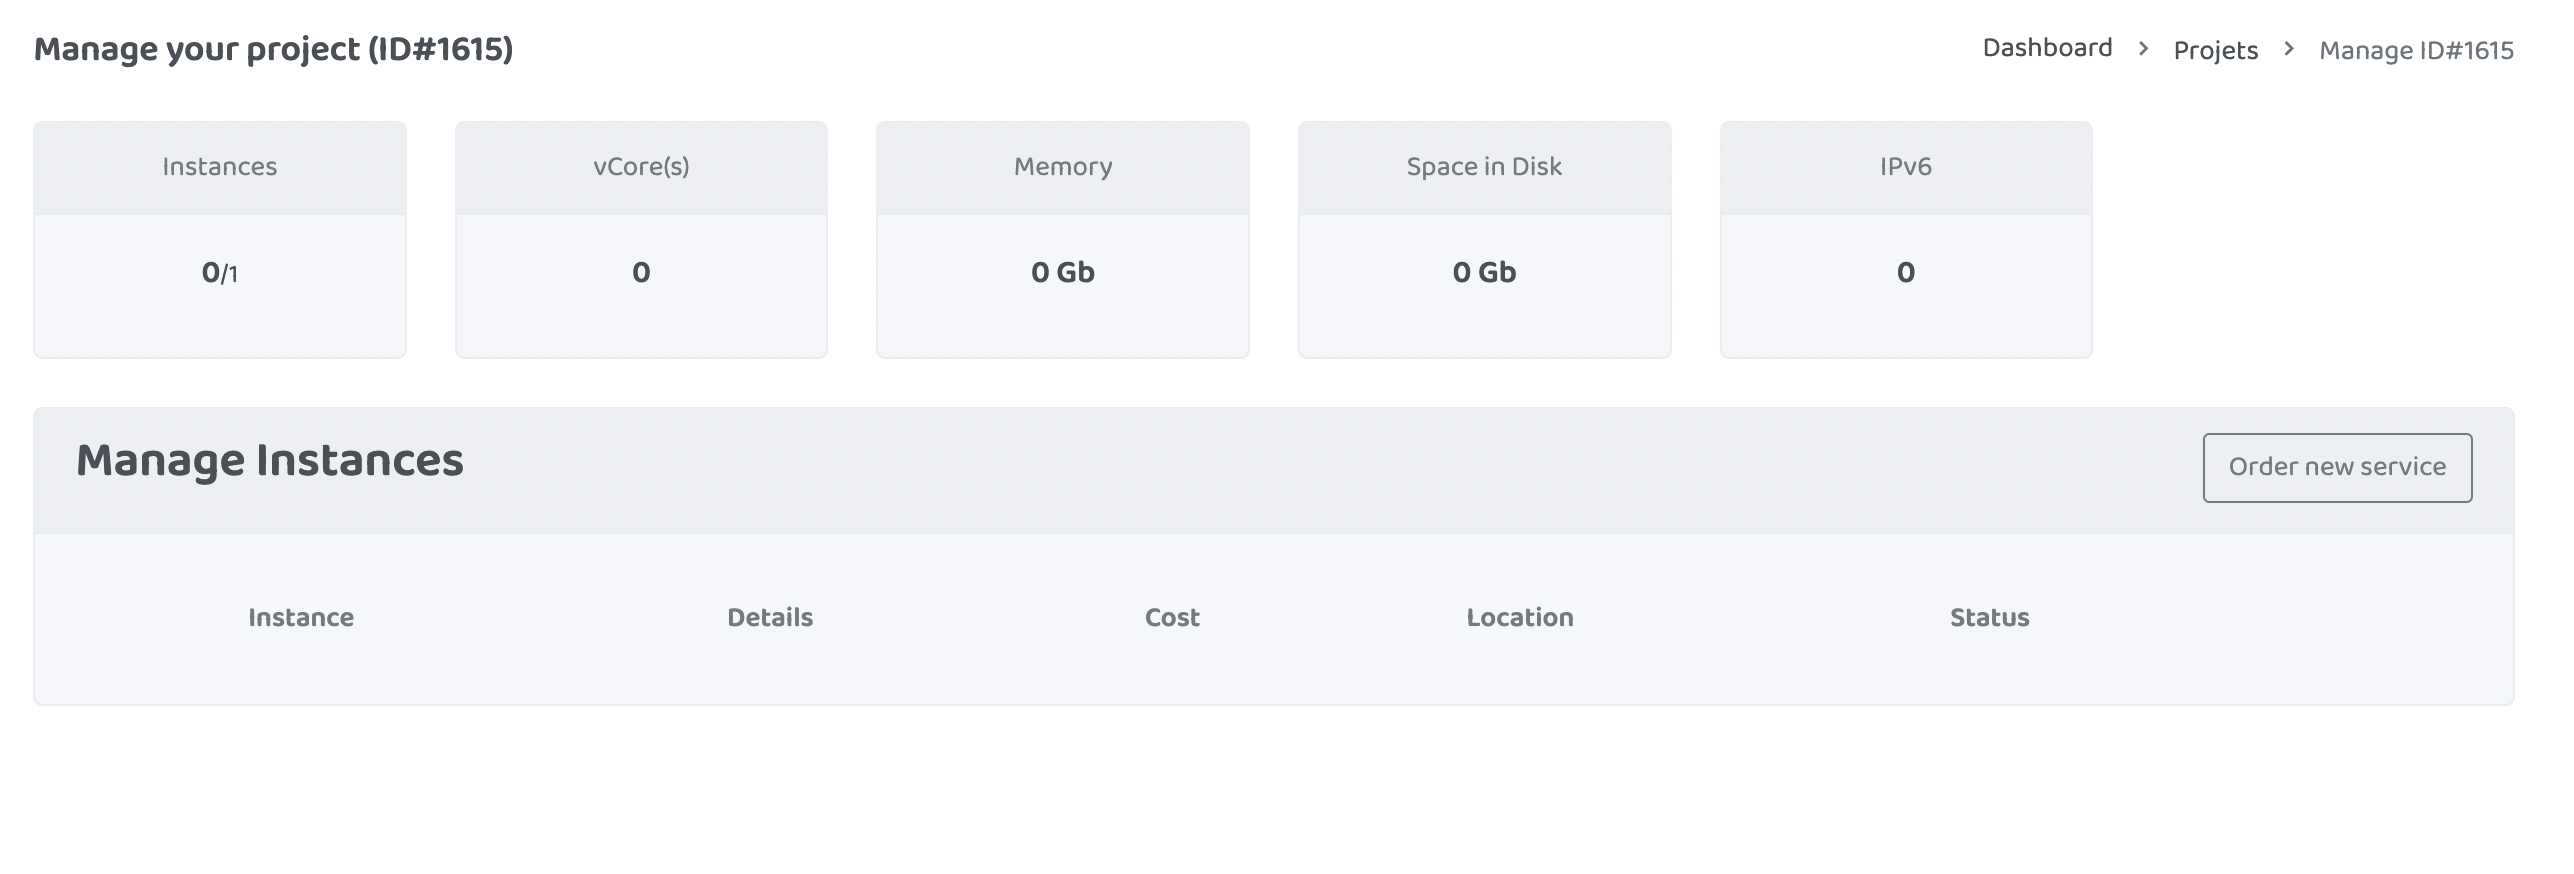 Manage your project (ID#1615)
Dashboard > Projets > Manage ID#1615
Instances vCore(s) Memory Space in Disk IPv6
0/1 0 0 Gb 0 Gb 0
Manage Instances Order new service
Instance Details Cost Location Status